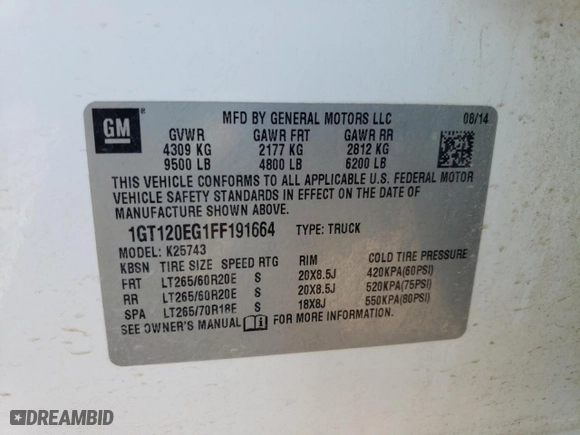 GM ®
MFD BY GENERAL MOTORS LLC 08/14
GVWR GAWR FRT GAWR RR
4309 KG 2177 KG 2812 KG
9500 LB 4800 LB 6200 LB
THIS VEHICLE CONFORMS TO ALL APPLICABLE U.S. FEDERAL MOTOR
VEHICLE SAFETY STANDARDS IN EFFECT ON THE DATE OF
MANUFACTURE SHOWN ABOVE.
1GT120EG1FF191664 TYPE: TRUCK
MODEL: K25743
KBSN TIRE SIZE SPEED RTG RIM COLD TIRE PRESSURE
FRT LT265/60R20E S 20X8.5J 420KPA(60PSI)
RR LT265/60R20E S 20X8.5J 520KPA(75PSI)
SPA LT265/70R18E S 18X8J 550KPA(80PSI)
SEE OWNER'S MANUAL FOR MORE INFORMATION.
DREAMBID